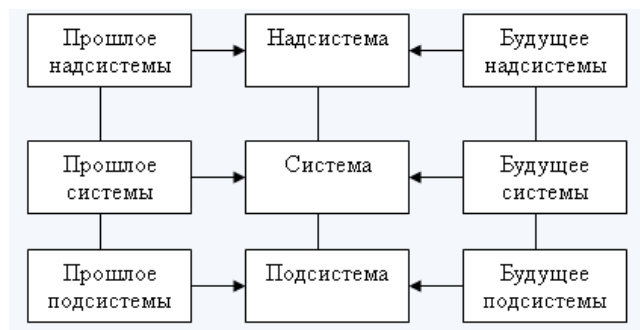 Прошлое
надсистемы
Надсистема
Будущее
надсистемы
Прошлое
системы
Система
Будущее
системы
Прошлое
подсистемы
Подсистема
Будущее
подсистемы